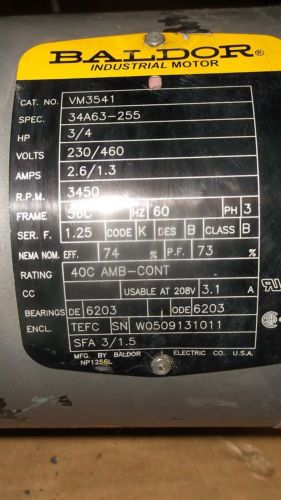 BALDOR®
INDUSTRIAL MOTOR
CAT. NO. VM3541
SPEC. 34A63-255
HP 3/4
VOLTS 230/460
AMPS 2.6/1.3
R.P.M. 3450
FRAME 56C HZ 60 PH 3
SER. F. 1.25 CODE K DES B CLASS B
NEMA NOM. EFF. 74 % P.F. 73 %
RATING 40C AMB-CONT
CC USABLE AT 208V 3.1 A
BEARINGS DE 6203 ODE 6203
ENCL. TEFC SN W0509131011
SFA 3/1.5
MFG. BY BALDOR ELECTRIC CO. U.S.A.
NP1256L